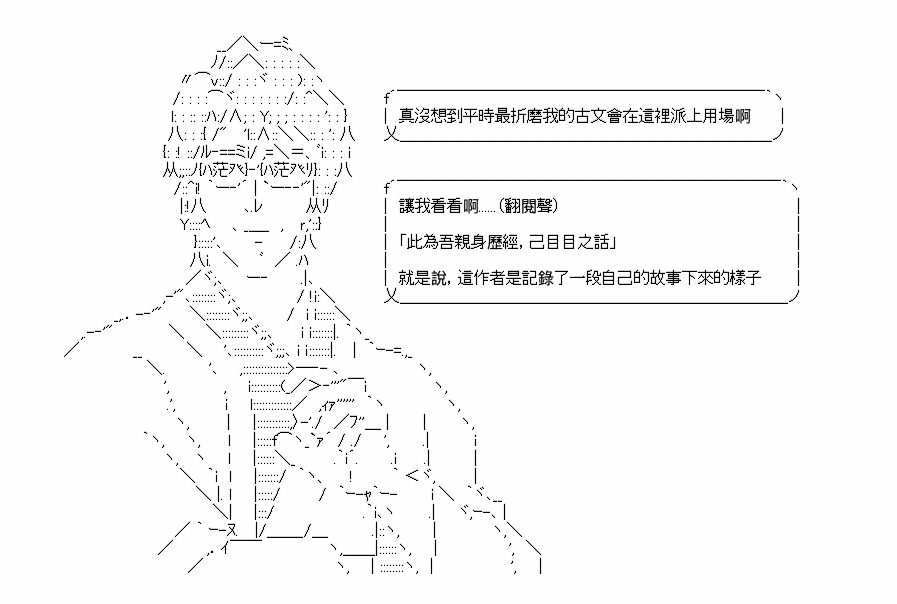 真沒想到平時最折磨我的古文會在這裡派上用場啊
讓我看看啊......（翻閱聲）
「此為吾親身歷經，己目目之話」
就是說，這作者是記錄了一段自己的故事下來的樣子